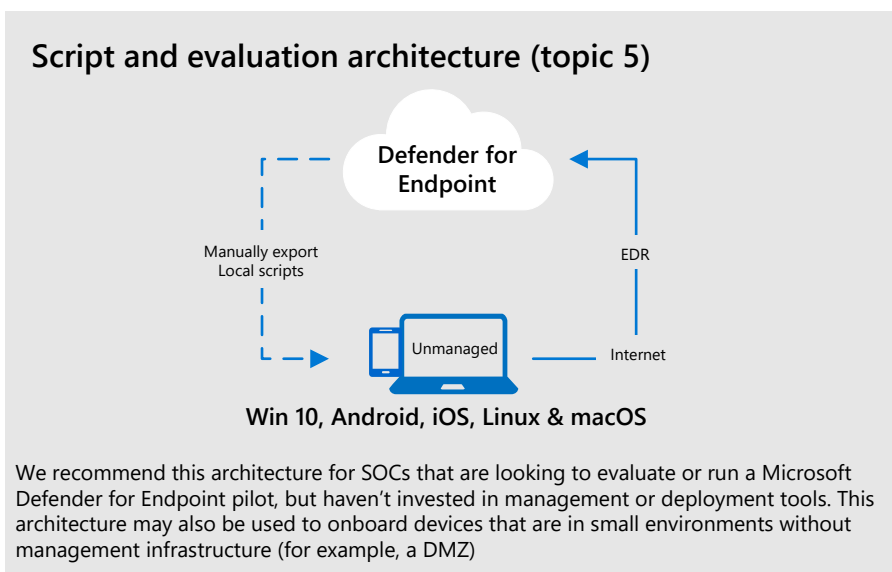 Script and evaluation architecture (topic 5)
Defender for
Endpoint
Manually export
Local scripts
EDR
Unmanaged
Internet
Win 10, Android, iOS, Linux & macOS
We recommend this architecture for SOCs that are looking to evaluate or run a Microsoft
Defender for Endpoint pilot, but haven’t invested in management or deployment tools. This
architecture may also be used to onboard devices that are in small environments without
management infrastructure (for example, a DMZ)